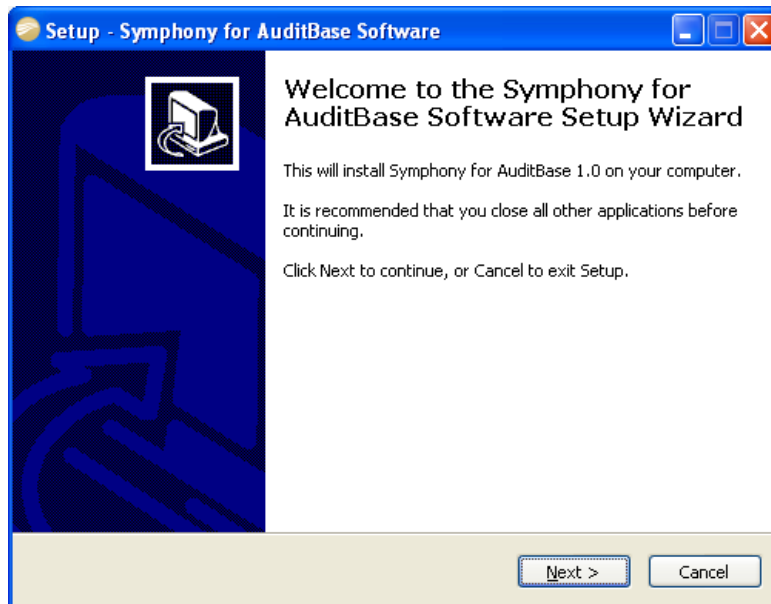 Setup - Symphony for AuditBase Software
Welcome to the Symphony for
AuditBase Software Setup Wizard
This will install Symphony for AuditBase 1.0 on your computer.
It is recommended that you close all other applications before
continuing.
Click Next to continue, or Cancel to exit Setup.
Next >
Cancel